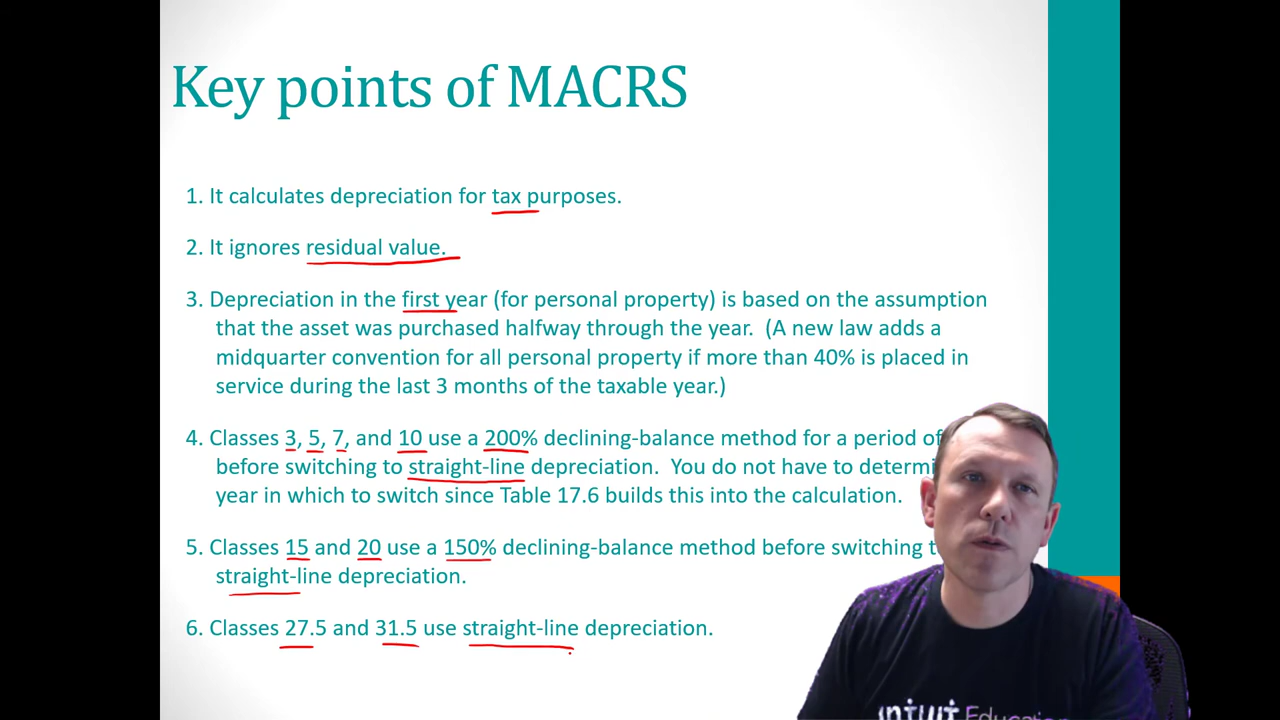 Key points of MACRS
1. It calculates depreciation for tax purposes.
2. It ignores residual value.
3. Depreciation in the first year (for personal property) is based on the assumption
that the asset was purchased halfway through the year. (A new law adds a
midquarter convention for all personal property if more than 40% is placed in
service during the last 3 months of the taxable year.)
4. Classes 3, 5, 7, and 10 use a 200% declining-balance method for a period of
before switching to straight-line depreciation. You do not have to
year in which to switch since Table 17.6 builds this into the calculation.
5. Classes 15 and 20 use a 150% declining-balance method before switching
straight-line depreciation.
6. Classes 27.5 and 31.5 use straight-line depreciation.
intuit Education